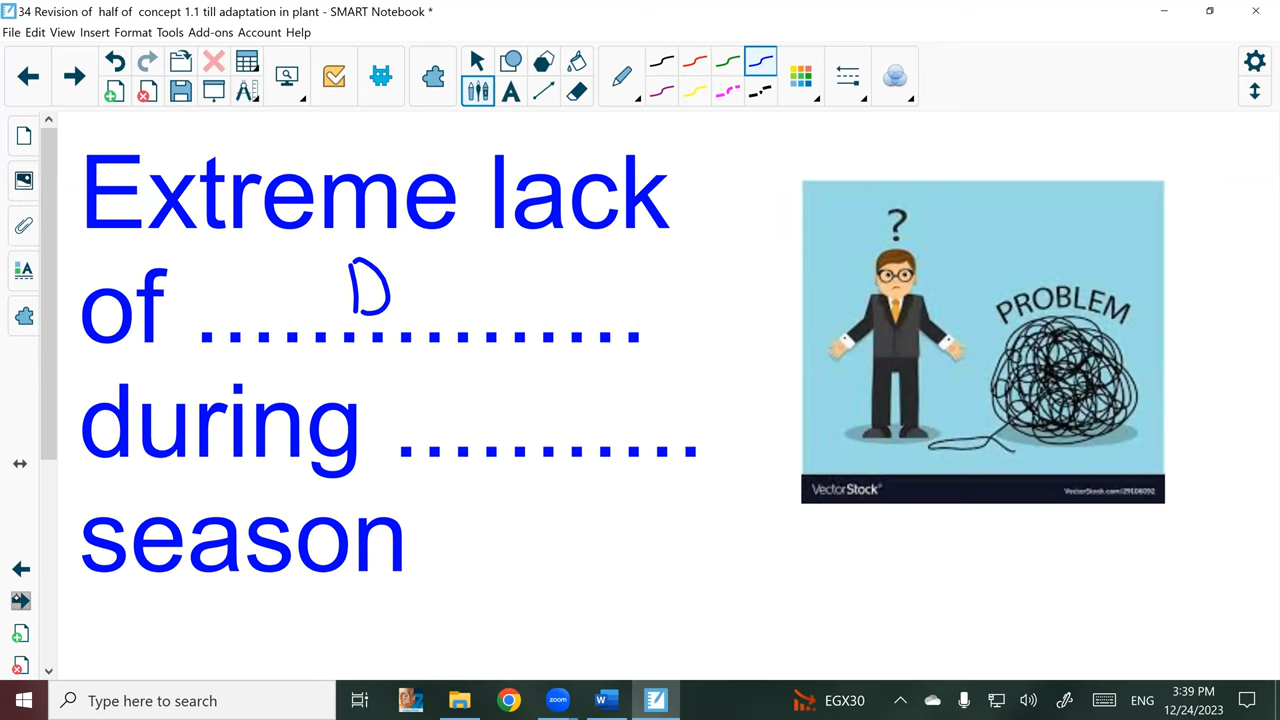 34 Revision of half of concept 1.1 till adaptation in plant - SMART Notebook *
File Edit View Insert Format Tools Add-ons Account Help
Extreme lack
D
of ................
during ...........
season
?
PROBLEM
VectorStock®
VectorStock.com/29106092
Type here to search
EGX30
ENG
3:39 PM
12/24/2023